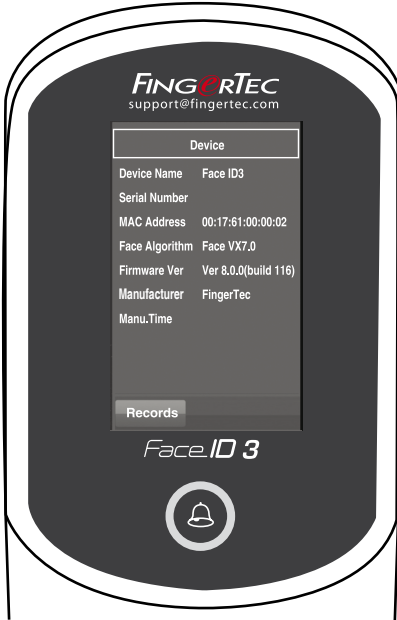 FINGERTEC
support@fingertec.com
Device
Device Name Face ID3
Serial Number
MAC Address 00:17:61:00:00:02
Face Algorithm Face VX7.0
Firmware Ver Ver 8.0.0(build 116)
Manufacturer FingerTec
Manu.Time
Records
Face ID 3